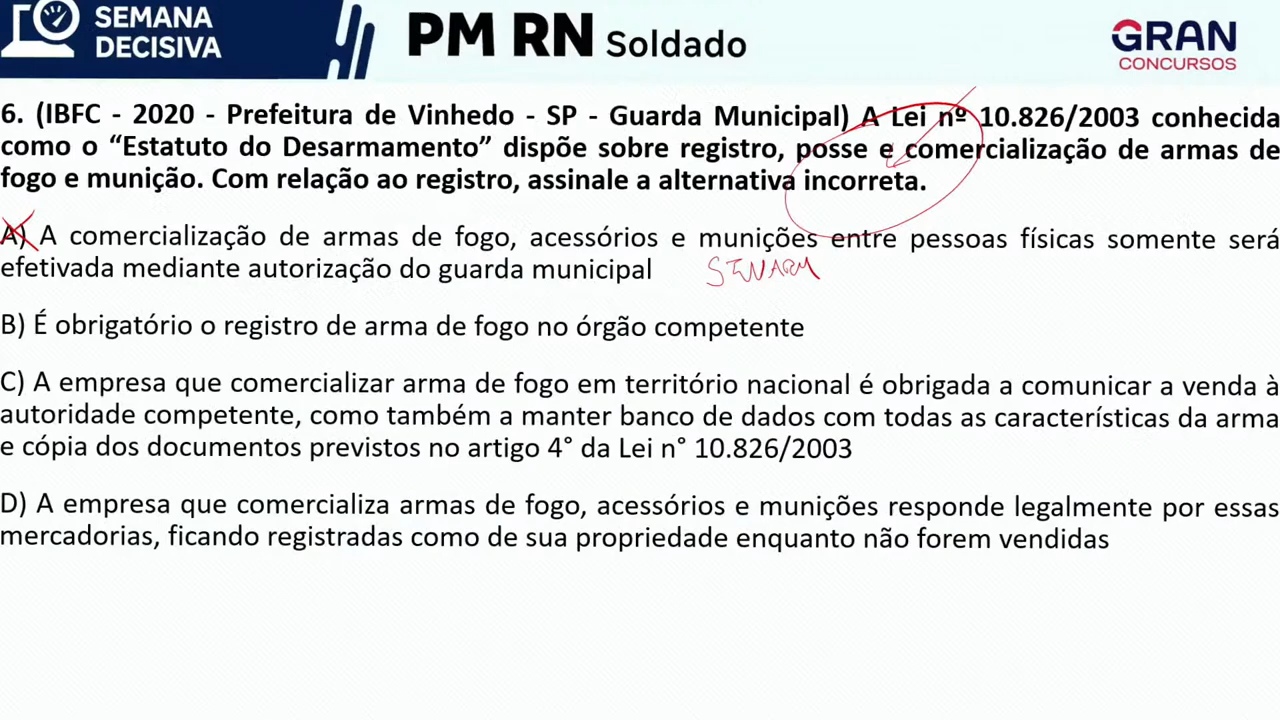 SEMANA
DECISIVA
PM RN Soldado
GRAN
CONCURSOS
6. (IBFC - 2020 - Prefeitura de Vinhedo - SP - Guarda Municipal) A Lei nº 10.826/2003 conhecida
como o “Estatuto do Desarmamento” dispõe sobre registro, posse e comercialização de armas de
fogo e munição. Com relação ao registro, assinale a alternativa incorreta.
A) A comercialização de armas de fogo, acessórios e munições entre pessoas físicas somente será
efetivada mediante autorização do guarda municipal
SINARM
B) É obrigatório o registro de arma de fogo no órgão competente
C) A empresa que comercializar arma de fogo em território nacional é obrigada a comunicar a venda à
autoridade competente, como também a manter banco de dados com todas as características da arma
e cópia dos documentos previstos no artigo 4° da Lei n° 10.826/2003
D) A empresa que comercializa armas de fogo, acessórios e munições responde legalmente por essas
mercadorias, ficando registradas como de sua propriedade enquanto não forem vendidas